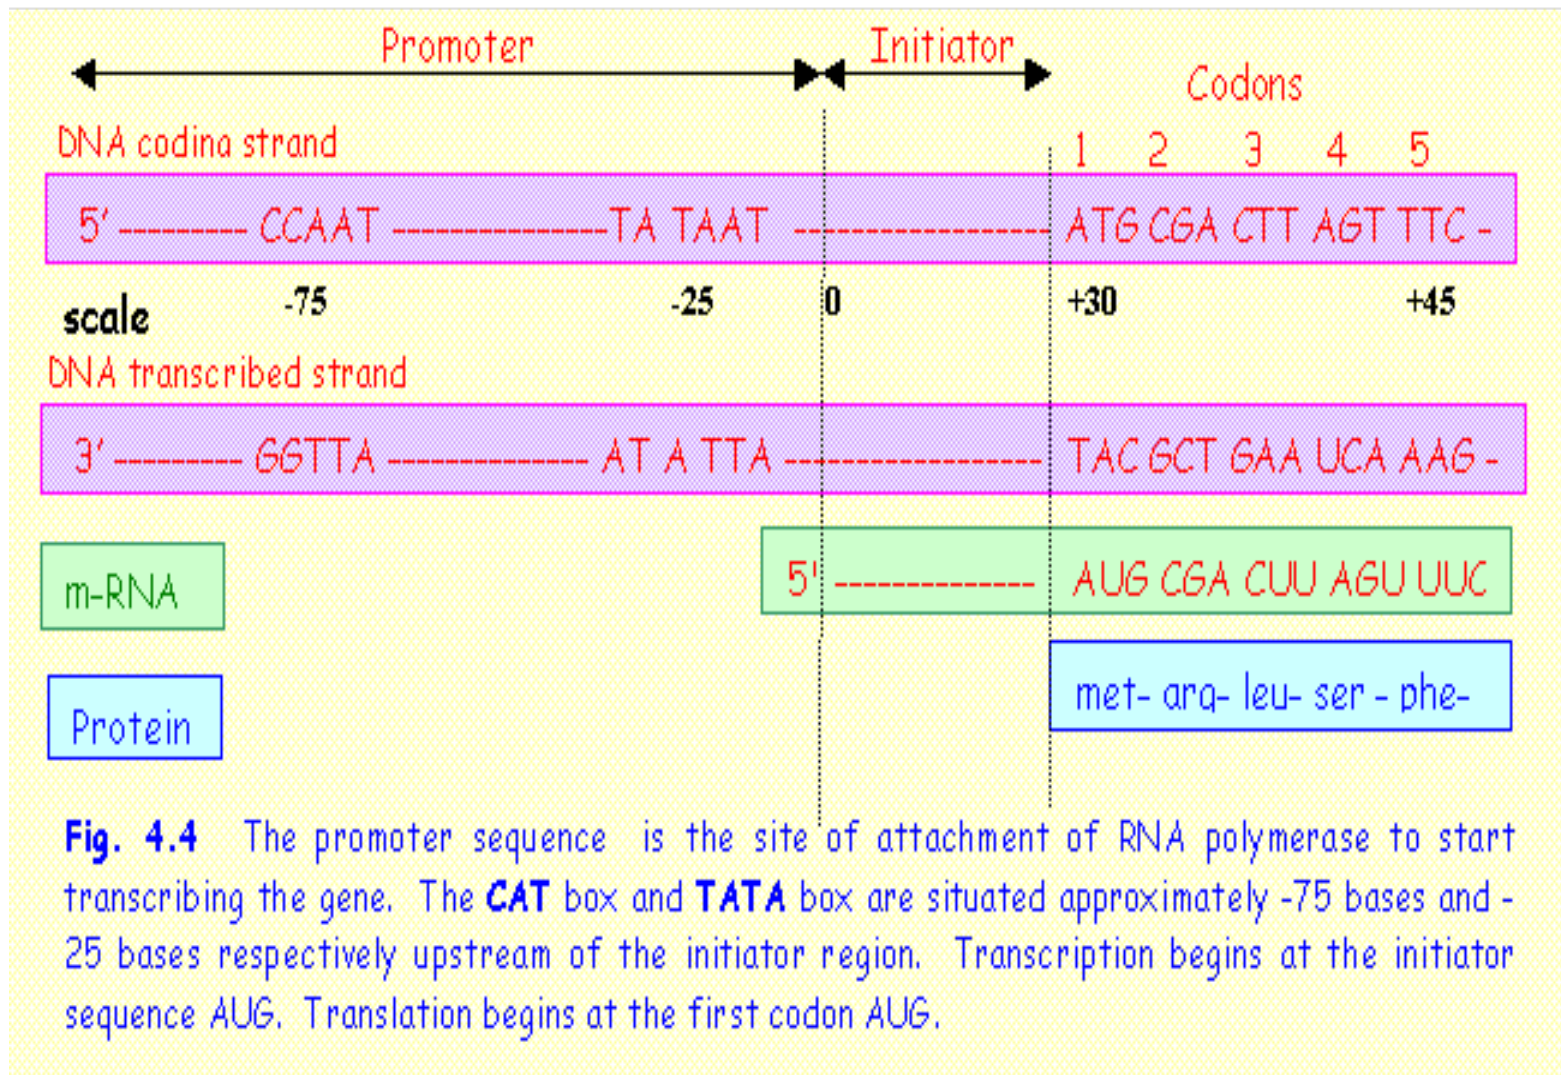 Promoter Initiator
Codons
DNA codina strand
1 2 3 4 5
5' --------- CCAAT ---------------TA TAAT ------------------ ATG CGA CTT AGT TTC -
scale -75 -25 0 +30 +45
DNA transcribed strand
3' --------- GGTTA -------------- AT A TTA ------------------ TAC GCT GAA UCA AAG -
m-RNA 5' -------------- AUG CGA CUU AGU UUC
Protein met- arg- leu- ser - phe-
Fig. 4.4 The promoter sequence is the site of attachment of RNA polymerase to start
transcribing the gene. The CAT box and TATA box are situated approximately -75 bases and -
25 bases respectively upstream of the initiator region. Transcription begins at the initiator
sequence AUG. Translation begins at the first codon AUG.